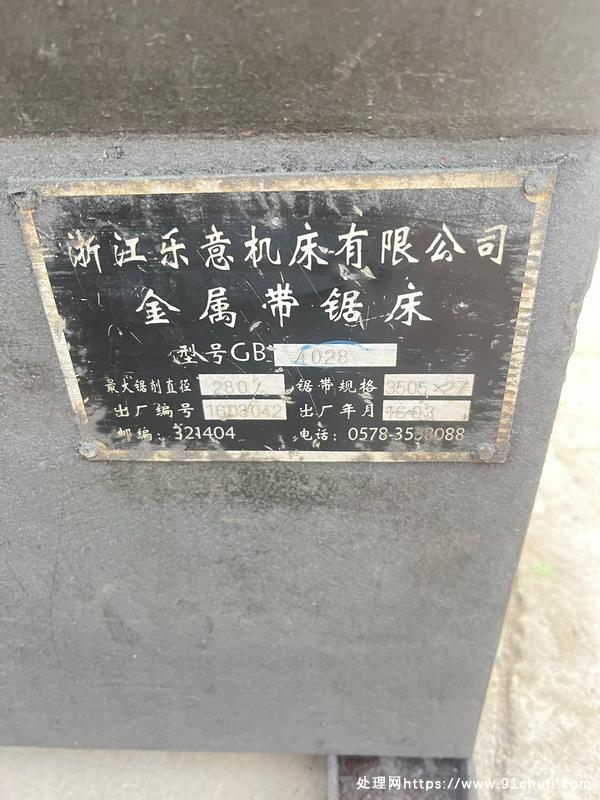 浙江乐意机床有限公司
金属带锯床
型号GB 4028
最大锯削直径 280% 锯带规格 3505×27
出厂编号 1603042 出厂年月 16-03
邮编：321404 电话：0578-3558088
处理网https://www.91chuli.com